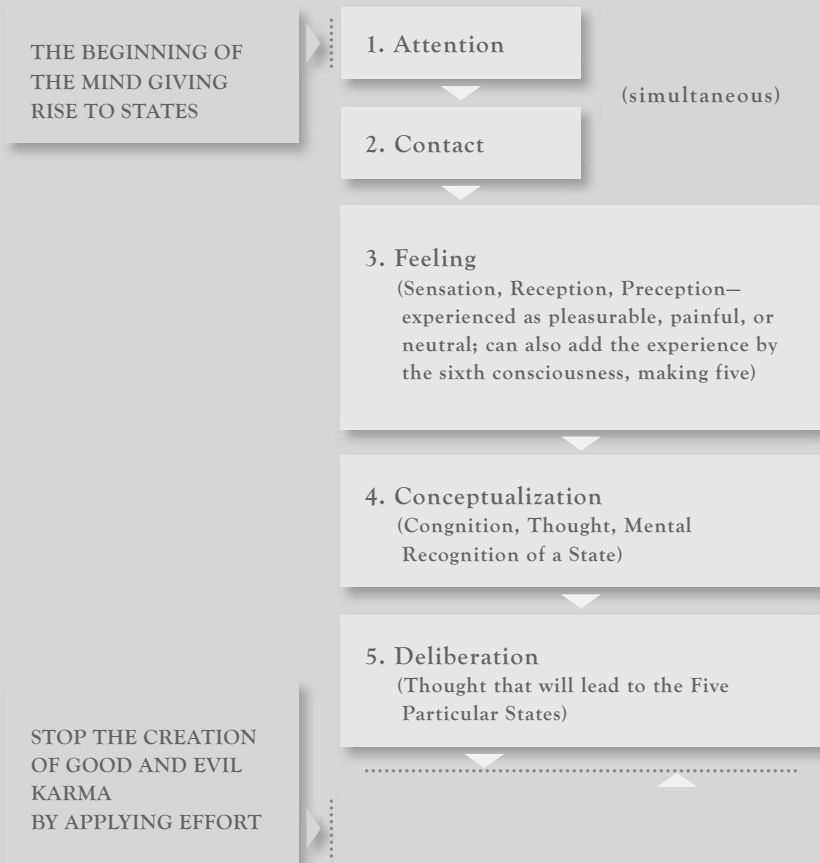 THE BEGINNING OF
THE MIND GIVING
RISE TO STATES
1. Attention
(simultaneous)
2. Contact
3. Feeling
(Sensation, Reception, Preception—
experienced as pleasurable, painful, or
neutral; can also add the experience by
the sixth consciousness, making five)
4. Conceptualization
(Congnition, Thought, Mental
Recognition of a State)
5. Deliberation
(Thought that will lead to the Five
Particular States)
STOP THE CREATION
OF GOOD AND EVIL
KARMA
BY APPLYING EFFORT